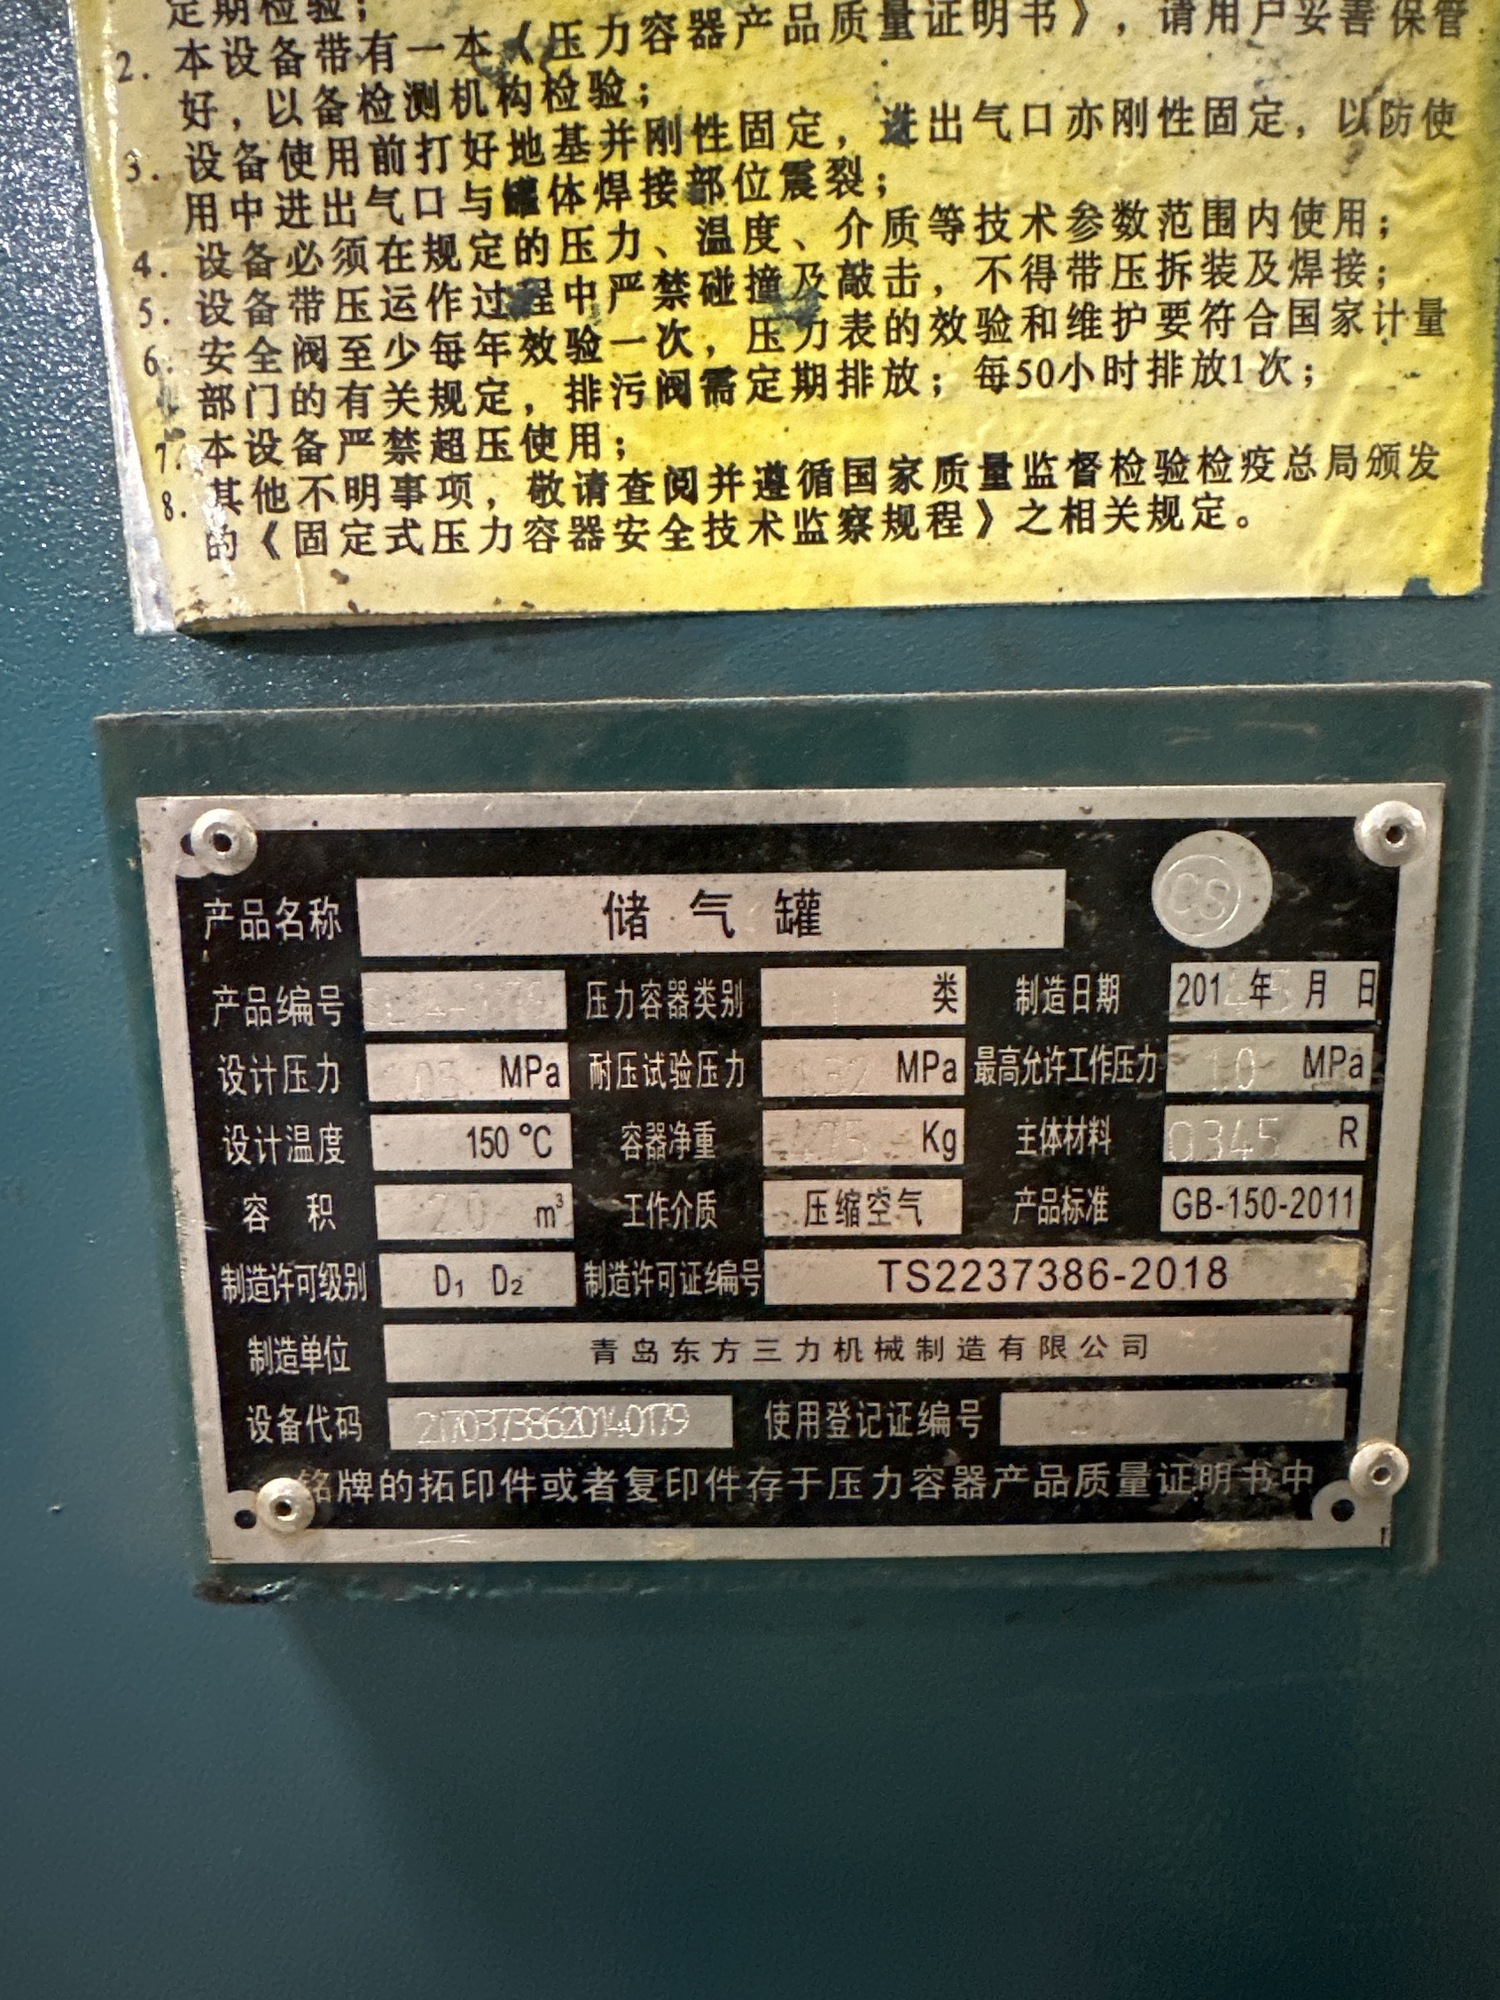 定期检验；
2. 本设备带有一本《压力容器产品质量证明书》，请用户妥善保管
好，以备检测机构检验；
3. 设备使用前打好地基并刚性固定，进出气口亦刚性固定，以防使
用中进出气口与罐体焊接部位震裂；
4. 设备必须在规定的压力、温度、介质等技术参数范围内使用；
5. 设备带压运作过程中严禁碰撞及敲击，不得带压拆装及焊接；
6. 安全阀至少每年效验一次，压力表的效验和维护要符合国家计量
部门的有关规定，排污阀需定期排放；每50小时排放1次；
7. 本设备严禁超压使用；
8. 其他不明事项，敬请查阅并遵循国家质量监督检验检疫总局颁发
的《固定式压力容器安全技术监察规程》之相关规定。
CS
产品名称 储气罐
产品编号 压力容器类别 1 类 制造日期 2014年 月 日
设计压力 MPa 耐压试验压力 1.32 MPa 最高允许工作压力 1.0 MPa
设计温度 150℃ 容器净重 475 Kg 主体材料 Q345 R
容积 2.0 m³ 工作介质 压缩空气 产品标准 GB-150-2011
制造许可级别 D₁ D₂ 制造许可证编号 TS2237386-2018
制造单位 青岛东方三力机械制造有限公司
设备代码 21703738620140179 使用登记证编号
铭牌的拓印件或者复印件存于压力容器产品质量证明书中